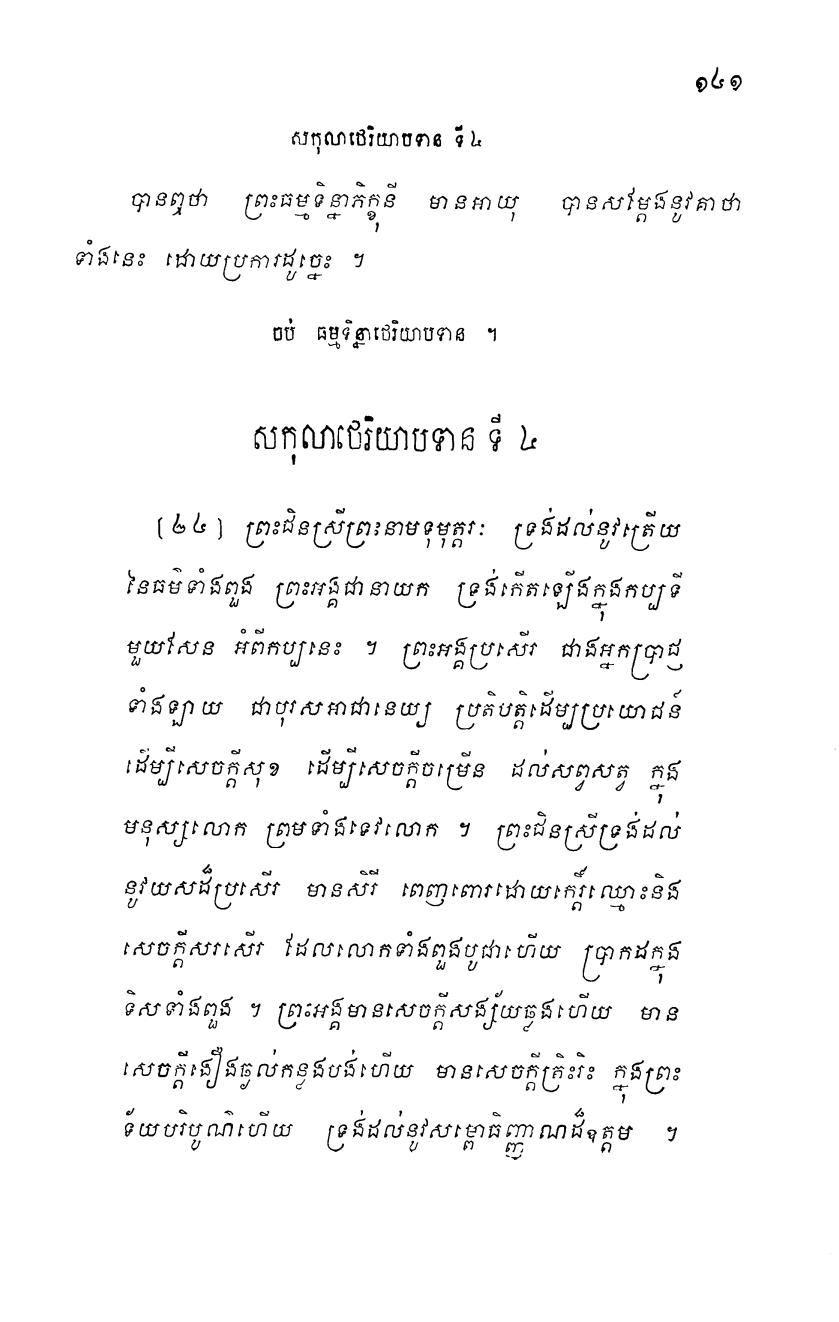 ១៤១
សកុលាថេរិយាបទាន ទី ៤
បានឮថា ព្រះធម្មទិន្នាភិក្ខុនី មានអាយុ បានសម្តែងនូវគាថា
ទាំងនេះ ដោយប្រការដូច្នេះ ។
ចប់ ធម្មទិន្នាថេរិយាបទាន ។
សកុលាថេរិយាបទាន ទី ៤
(២៤) ព្រះជិនស្រីព្រះនាមទុមុត្តរៈ ទ្រង់ដល់នូវត្រើយ
នៃធម៌ទាំងពួង ព្រះអង្គជានាយក ទ្រង់កើតឡើងក្នុងកប្បទី
មួយសែន អំពីកប្បនេះ ។ ព្រះអង្គប្រសើរ ជាងអ្នកប្រាជ្ញ
ទាំងឡាយ ជាបុរសអាជានេយ្យ ប្រតិបត្តិដើម្បប្រយោជន៍
ដើម្បីសេចក្តីសុខ ដើម្បីសេចក្តីចម្រើន ដល់សព្វសត្វ ក្នុង
មនុស្សលោក ព្រមទាំងទេវលោក ។ ព្រះជិនស្រីទ្រង់ដល់
នូវយសដ៏ប្រសើរ មានសិរី ពេញពោរដោយកេរ្តិ៍ឈ្មោះនិង
សេចក្តីសរសើរ ដែលលោកទាំងពួងបូជាហើយ ប្រាកដក្នុង
ទិសទាំងពួង ។ ព្រះអង្គមានសេចក្តីសង្ស័យឆ្លងហើយ មាន
សេចក្តីងឿងឆ្ងល់កន្លងបង់ហើយ មានសេចក្តីត្រិះរិះ ក្នុងព្រះ
ទ័យបរិបូណ៌ហើយ ទ្រង់ដល់នូវសម្ពោធិញ្ញាណដ៏ឧត្តម ។